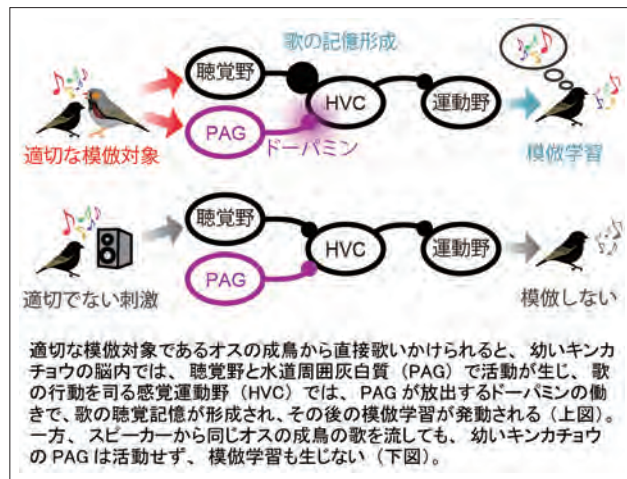 歌の記憶形成
聴覚野
HVC
運動野
PAG
ドーパミン
適切な模倣対象
模倣学習
聴覚野
HVC
運動野
PAG
適切でない刺激
模倣しない
適切な模倣対象であるオスの成鳥から直接歌いかけられると、幼いキンカ
チョウの脳内では、聴覚野と水道周囲灰白質（PAG）で活動が生じ、歌
の行動を司る感覚運動野（HVC）では、PAGが放出するドーパミンの働
きで、歌の聴覚記憶が形成され、その後の模倣学習が発動される（上図）。
一方、スピーカーから同じオスの成鳥の歌を流しても、幼いキンカチョウ
のPAGは活動せず、模倣学習も生じない（下図）。